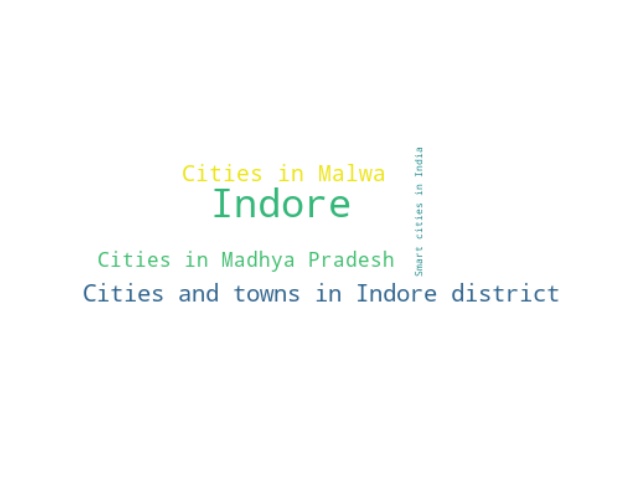 Cities in Malwa
Indore
Smart cities in India
Cities in Madhya Pradesh
Cities and towns in Indore district